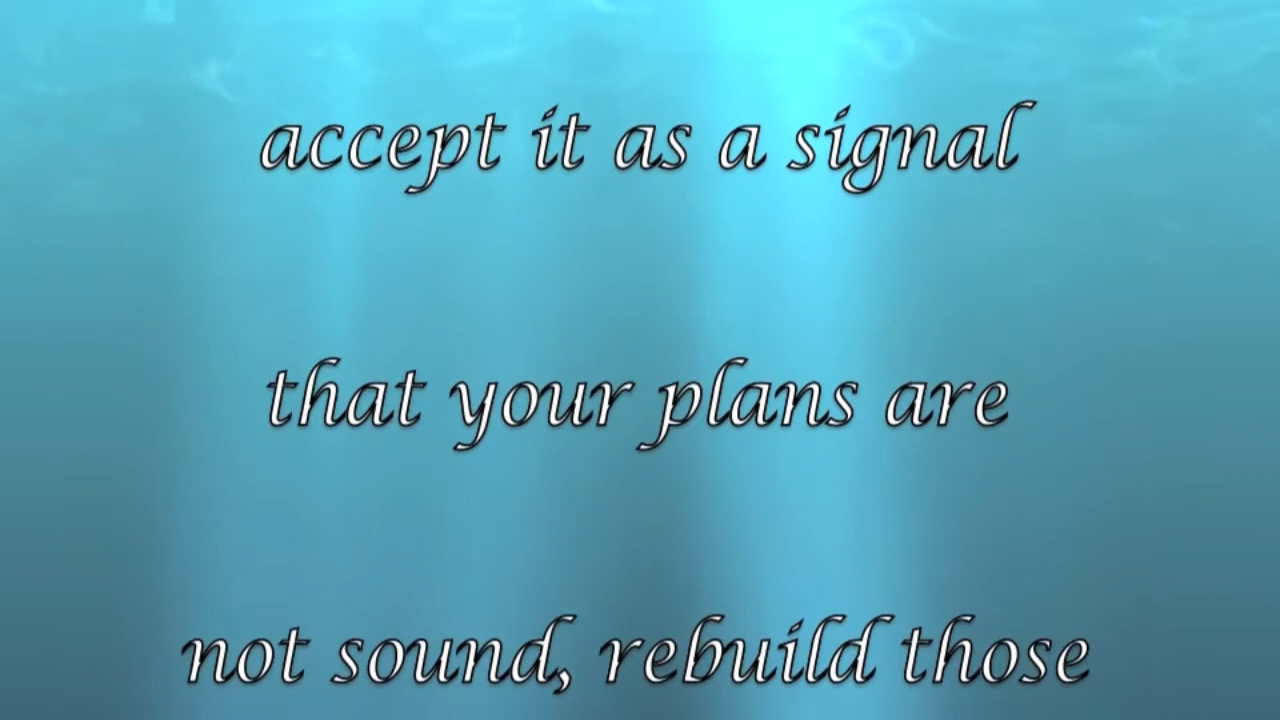 accept it as a signal
that your plans are
not sound, rebuild those